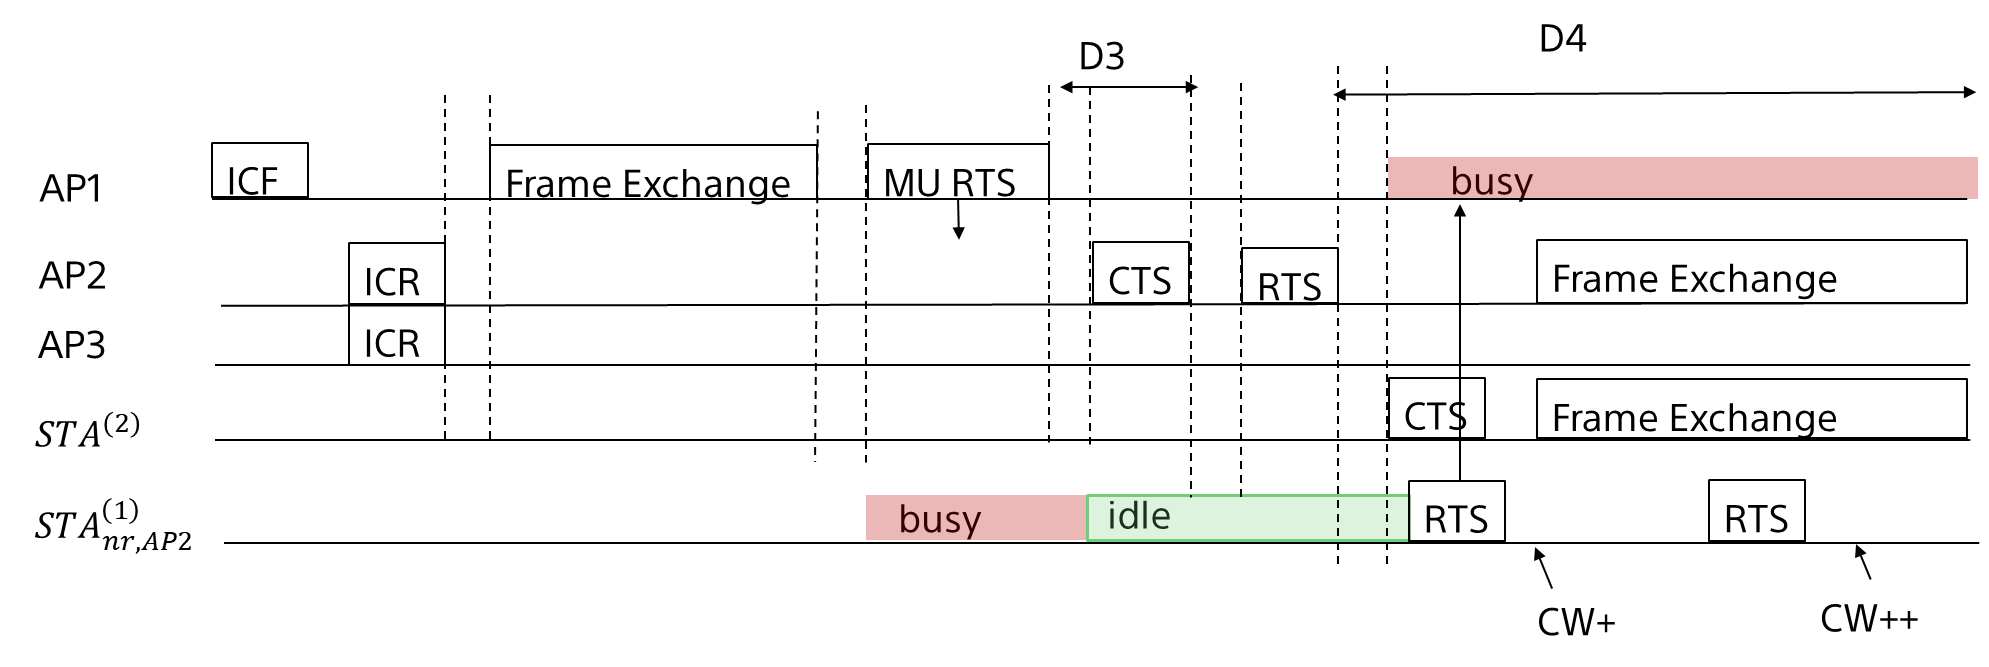 D4
D3
AP1
ICF
Frame Exchange
MU RTS
busy
AP2
ICR
CTS
RTS
Frame Exchange
AP3
ICR
STA^(2)
CTS
Frame Exchange
STA^(1)_nr,AP2
busy
idle
RTS
RTS
CW+
CW++